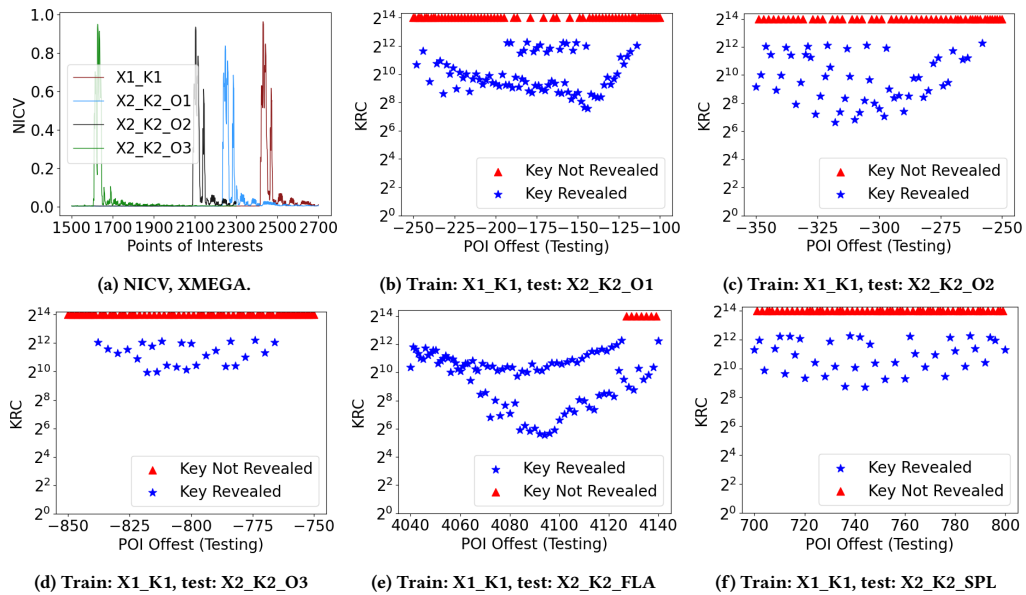 1.0
0.8
0.6
0.4
0.2
0.0
NICV
X1_K1
X2_K2_O1
X2_K2_O2
X2_K2_O3
1500 1700 1900 2100 2300 2500 2700
Points of Interests
(a) NICV, XMEGA.
2^14
2^12
2^10
2^8
2^6
2^4
2^2
2^0
KRC
Key Not Revealed
Key Revealed
−250−225−200−175−150−125−100
POI Offest (Testing)
(b) Train: X1_K1, test: X2_K2_O1
2^14
2^12
2^10
2^8
2^6
2^4
2^2
2^0
KRC
Key Not Revealed
Key Revealed
−350 −325 −300 −275 −250
POI Offest (Testing)
(c) Train: X1_K1, test: X2_K2_O2
2^14
2^12
2^10
2^8
2^6
2^4
2^2
2^0
KRC
Key Not Revealed
Key Revealed
−850 −825 −800 −775 −750
POI Offest (Testing)
(d) Train: X1_K1, test: X2_K2_O3
2^14
2^12
2^10
2^8
2^6
2^4
2^2
2^0
KRC
Key Revealed
Key Not Revealed
4040 4060 4080 4100 4120 4140
POI Offest (Testing)
(e) Train: X1_K1, test: X2_K2_FLA
2^14
2^12
2^10
2^8
2^6
2^4
2^2
2^0
KRC
Key Revealed
Key Not Revealed
700 720 740 760 780 800
POI Offest (Testing)
(f) Train: X1_K1, test: X2_K2_SPL